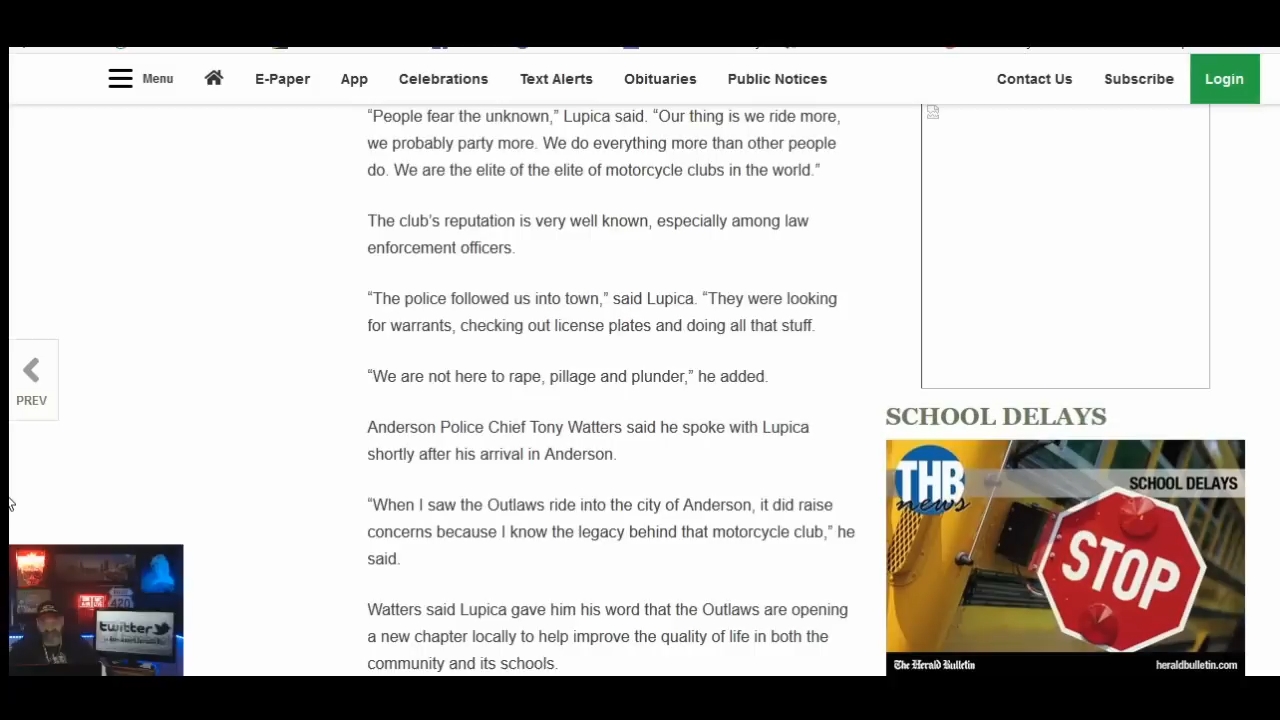 Menu
E-Paper
App
Celebrations
Text Alerts
Obituaries
Public Notices
Contact Us
Subscribe
Login
“People fear the unknown,” Lupica said. “Our thing is we ride more,
we probably party more. We do everything more than other people
do. We are the elite of the elite of motorcycle clubs in the world.”
The club’s reputation is very well known, especially among law
enforcement officers.
“The police followed us into town,” said Lupica. “They were looking
for warrants, checking out license plates and doing all that stuff.
“We are not here to rape, pillage and plunder,” he added.
Anderson Police Chief Tony Watters said he spoke with Lupica
shortly after his arrival in Anderson.
“When I saw the Outlaws ride into the city of Anderson, it did raise
concerns because I know the legacy behind that motorcycle club,” he
said.
Watters said Lupica gave him his word that the Outlaws are opening
a new chapter locally to help improve the quality of life in both the
community and its schools.
PREV
SCHOOL DELAYS
THB
news
SCHOOL DELAYS
STOP
The Herald Bulletin
heraldbulletin.com
420
twitter